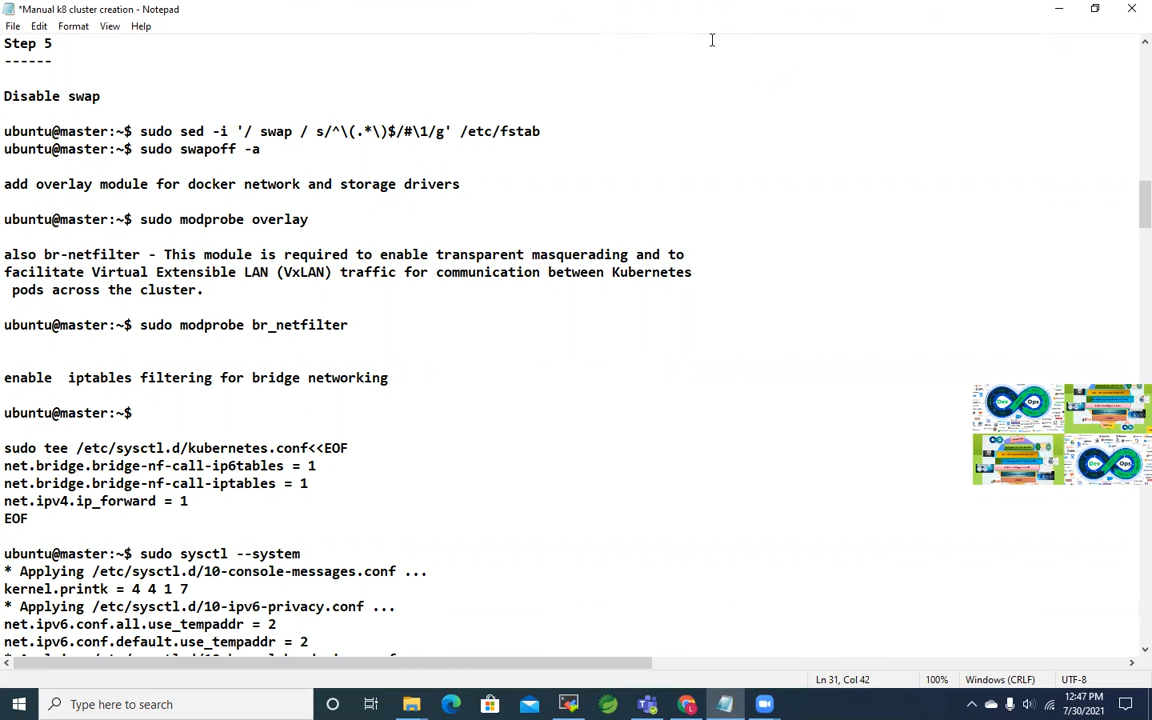 *Manual k8 cluster creation - Notepad
File Edit Format View Help
Step 5
------
Disable swap
ubuntu@master:~$ sudo sed -i '/ swap / s/^\(.*\)$/#\1/g' /etc/fstab
ubuntu@master:~$ sudo swapoff -a
add overlay module for docker network and storage drivers
ubuntu@master:~$ sudo modprobe overlay
also br-netfilter - This module is required to enable transparent masquerading and to
facilitate Virtual Extensible LAN (VxLAN) traffic for communication between Kubernetes
pods across the cluster.
ubuntu@master:~$ sudo modprobe br_netfilter
enable  iptables filtering for bridge networking
ubuntu@master:~$
sudo tee /etc/sysctl.d/kubernetes.conf<<EOF
net.bridge.bridge-nf-call-ip6tables = 1
net.bridge.bridge-nf-call-iptables = 1
net.ipv4.ip_forward = 1
EOF
ubuntu@master:~$ sudo sysctl --system
* Applying /etc/sysctl.d/10-console-messages.conf ...
kernel.printk = 4 4 1 7
* Applying /etc/sysctl.d/10-ipv6-privacy.conf ...
net.ipv6.conf.all.use_tempaddr = 2
net.ipv6.conf.default.use_tempaddr = 2
Dev Ops
Dev Ops
Ln 31, Col 42 100% Windows (CRLF) UTF-8
Type here to search
12:47 PM
7/30/2021